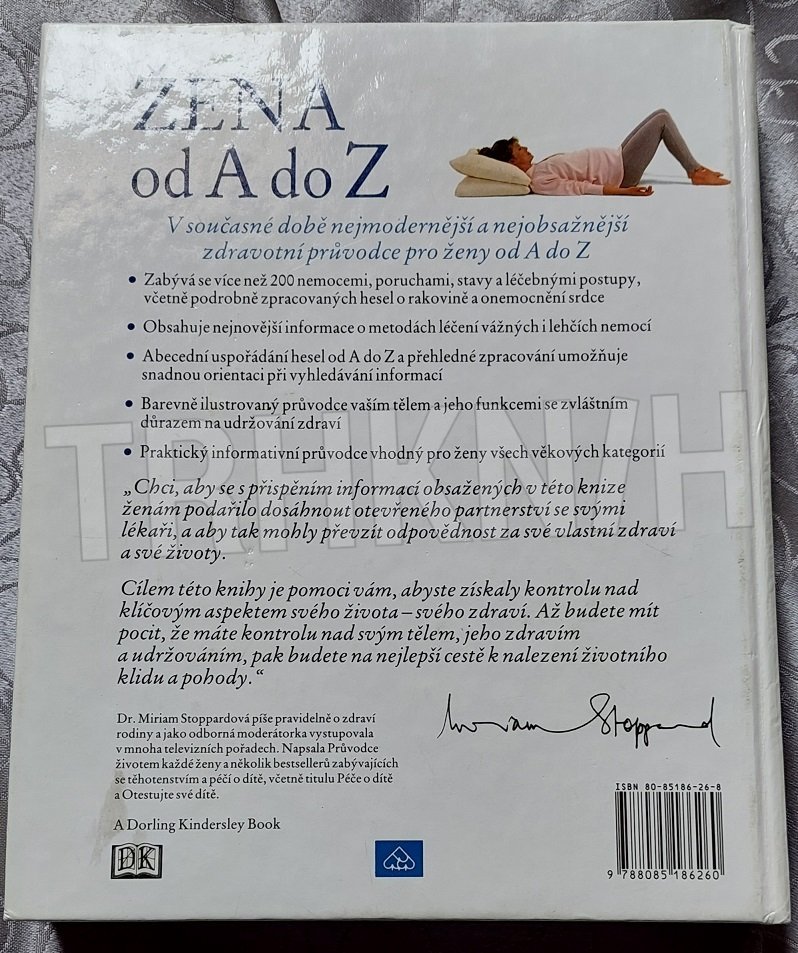 ŽENA
od A do Z
V současné době nejmodernější a nejobsažnější
zdravotní průvodce pro ženy od A do Z
• Zabývá se více než 200 nemocemi, poruchami, stavy a léčebnými postupy,
včetně podrobně zpracovaných hesel o rakovině a onemocnění srdce
• Obsahuje nejnovější informace o metodách léčení vážných i lehčích nemocí
• Abecední uspořádání hesel od A do Z a přehledné zpracování umožňuje
snadnou orientaci při vyhledávání informací
• Barevně ilustrovaný průvodce vaším tělem a jeho funkcemi se zvláštním
důrazem na udržování zdraví
• Praktický informativní průvodce vhodný pro ženy všech věkových kategorií
„Chci, aby se s přispěním informací obsažených v této knize
ženám podařilo dosáhnout otevřeného partnerství se svými
lékaři, a aby tak mohly převzít odpovědnost za své vlastní zdraví
a své životy.
Cílem této knihy je pomoci vám, abyste získaly kontrolu nad
klíčovým aspektem svého života – svého zdraví. Až budete mít
pocit, že máte kontrolu nad svým tělem, jeho zdravím
a udržováním, pak budete na nejlepší cestě k nalezení životního
klidu a pohody.“
Miriam Stoppard
Dr. Miriam Stoppardová píše pravidelně o zdraví
rodiny a jako odborná moderátorka vystupovala
v mnoha televizních pořadech. Napsala Průvodce
životem každé ženy a několik bestsellerů zabývajících
se těhotenstvím a péčí o dítě, včetně titulu Péče o dítě
a Otestujte své dítě.
A Dorling Kindersley Book
DK
ISBN 80-85186-26-8
9 788085 186260
TRHKNIH